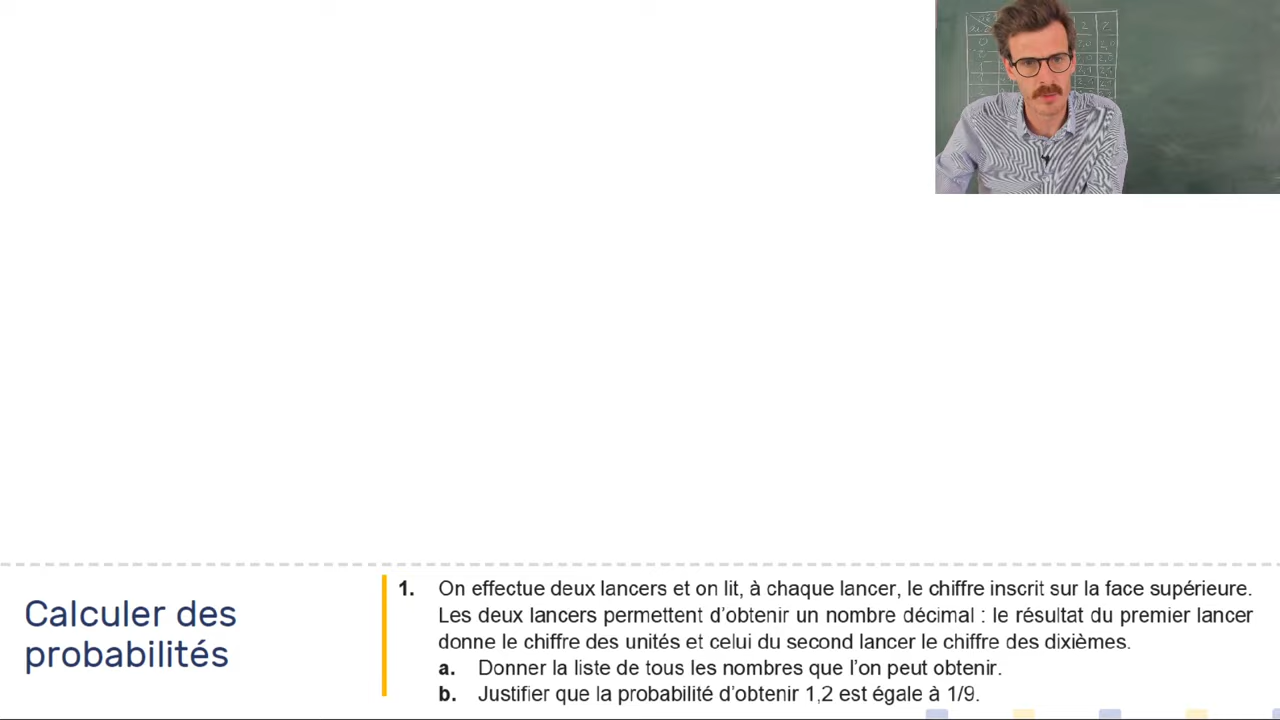 Calculer des
probabilités
1. On effectue deux lancers et on lit, à chaque lancer, le chiffre inscrit sur la face supérieure.
Les deux lancers permettent d'obtenir un nombre décimal : le résultat du premier lancer
donne le chiffre des unités et celui du second lancer le chiffre des dixièmes.
a. Donner la liste de tous les nombres que l'on peut obtenir.
b. Justifier que la probabilité d'obtenir 1,2 est égale à 1/9.